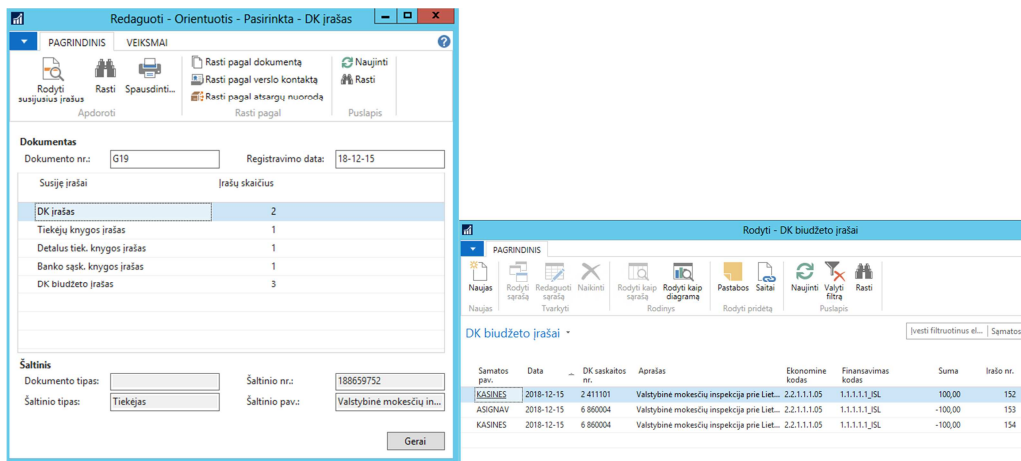 Redaguoti - Orientuotis - Pasirinkta - DK įrašas
PAGRINDINIS VEIKSMAI
Rodyti susijusius įrašus
Rasti
Spausdinti...
Apdoroti
Rasti pagal dokumentą
Rasti pagal verslo kontaktą
Rasti pagal atsargų nuorodą
Rasti pagal
Naujinti
Rasti
Puslapis
Dokumentas
Dokumento nr.: G19 Registravimo data: 18-12-15
Susiję įrašai Įrašų skaičius
DK įrašas 2
Tiekėjų knygos įrašas 1
Detalus tiek. knygos įrašas 1
Banko sąsk. knygos įrašas 1
DK biudžeto įrašas 3
Šaltinis
Dokumento tipas: Šaltinio nr.: 188659752
Šaltinio tipas: Tiekėjas Šaltinio pav.: Valstybinė mokesčių in...
Gerai
Rodyti - DK biudžeto įrašai
PAGRINDINIS
Naujas
Naujas
Rodyti sąrašą
Redaguoti sąrašą
Naikinti
Tvarkyti
Rodyti kaip sąrašą
Rodyti kaip diagramą
Rodinys
Pastabos
Saitai
Rodyti pridėtą
Naujinti
Valyti filtrą
Rasti
Puslapis
DK biudžeto įrašai
Įvesti filtruotinus el... Sąmatos
Samatos pav. Data DK saskaitos nr. Aprašas Ekonomine kodas Finansavimas kodas Suma Irašo nr.
KASINES 2018-12-15 2 411101 Valstybinė mokesčių inspekcija prie Liet... 2.2.1.1.1.05 1.1.1.1.1_ISL 100,00 152
ASIGNAV 2018-12-15 6 860004 Valstybinė mokesčių inspekcija prie Liet... 2.2.1.1.1.05 1.1.1.1.1_ISL -100,00 153
KASINES 2018-12-15 6 860004 Valstybinė mokesčių inspekcija prie Liet... 2.2.1.1.1.05 1.1.1.1.1_ISL -100,00 154